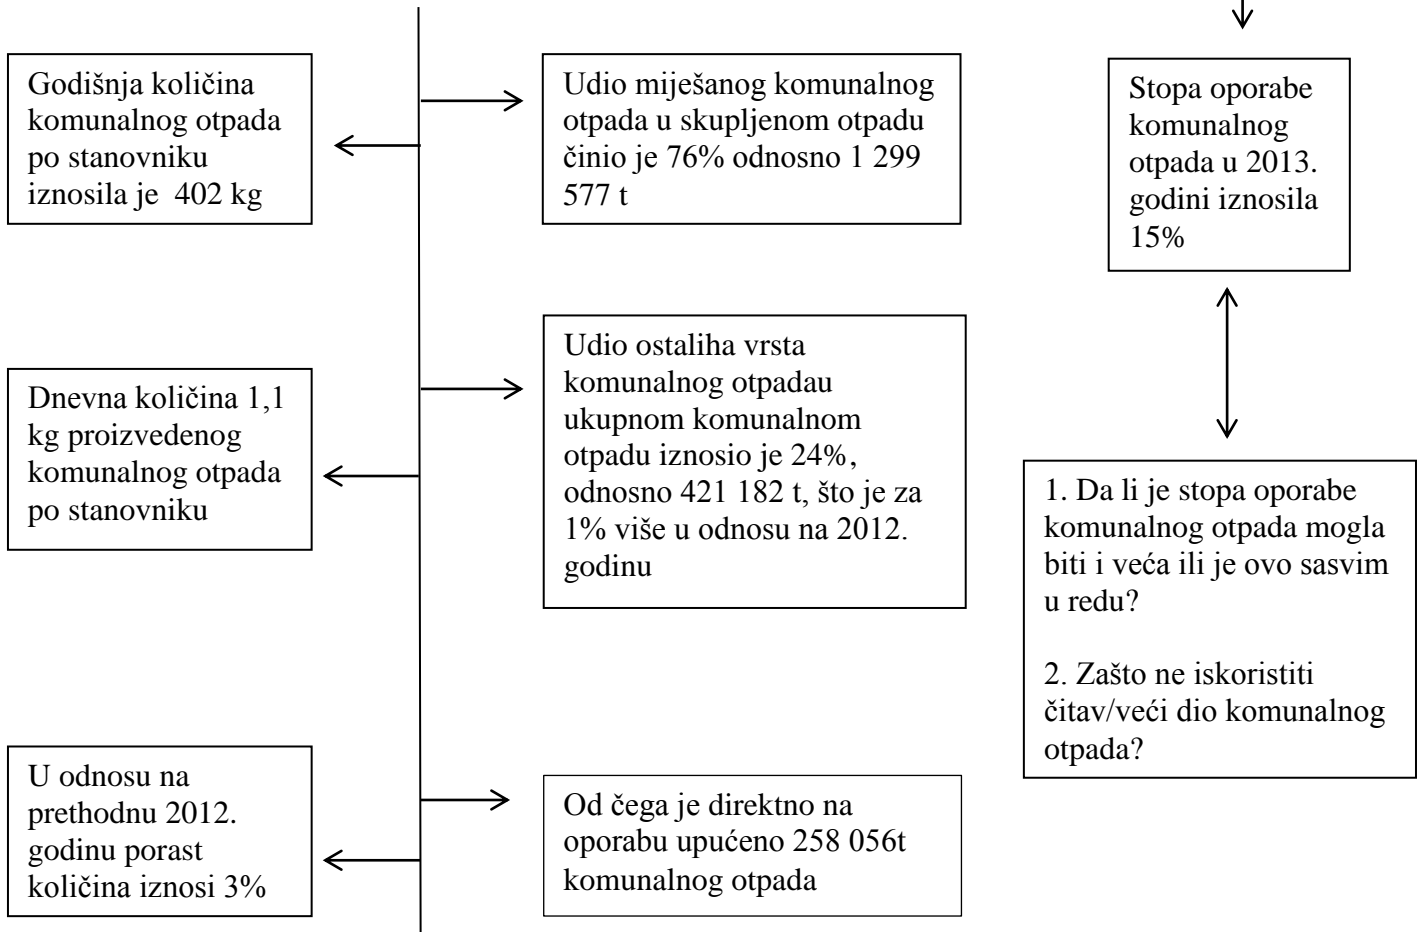 Godišnja količina
komunalnog otpada
po stanovniku
iznosila je  402 kg
Udio miješanog komunalnog
otpada u skupljenom otpadu
činio je 76% odnosno 1 299
577 t
Stopa oporabe
komunalnog
otpada u 2013.
godini iznosila
15%
Dnevna količina 1,1
kg proizvedenog
komunalnog otpada
po stanovniku
Udio ostaliha vrsta
komunalnog otpadau
ukupnom komunalnom
otpadu iznosio je 24%,
odnosno 421 182 t, što je za
1% više u odnosu na 2012.
godinu
1. Da li je stopa oporabe
komunalnog otpada mogla
biti i veća ili je ovo sasvim
u redu?
2. Zašto ne iskoristiti
čitav/veći dio komunalnog
otpada?
U odnosu na
prethodnu 2012.
godinu porast
količina iznosi 3%
Od čega je direktno na
oporabu upućeno 258 056t
komunalnog otpada